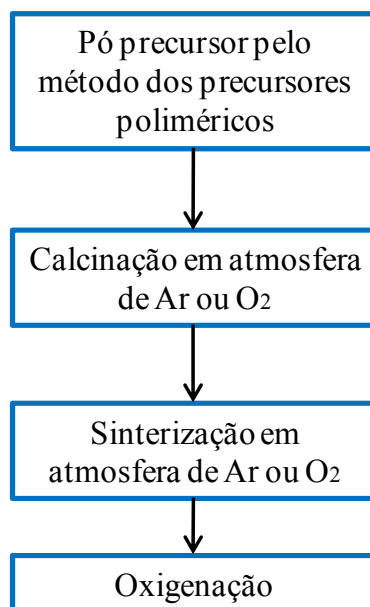 Pó precursor pelo
método dos precursores
poliméricos
Calcinação em atmosfera
de Ar ou O2
Sinterização em
atmosfera de Ar ou O2
Oxigenação